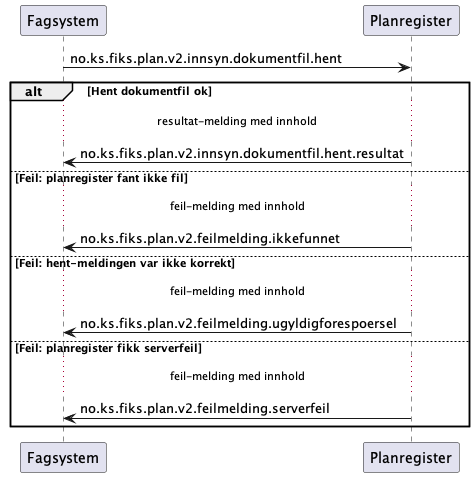 Fagsystem
Planregister
no.ks.fiks.plan.v2.innsyn.dokumentfil.hent
alt
[Hent dokumentfil ok]
resultat-melding med innhold
no.ks.fiks.plan.v2.innsyn.dokumentfil.hent.resultat
[Feil: planregister fant ikke fil]
feil-melding med innhold
no.ks.fiks.plan.v2.feilmelding.ikkefunnet
[Feil: hent-meldingen var ikke korrekt]
feil-melding med innhold
no.ks.fiks.plan.v2.feilmelding.ugyldigforespoersel
[Feil: planregister fikk serverfeil]
feil-melding med innhold
no.ks.fiks.plan.v2.feilmelding.serverfeil
Fagsystem
Planregister